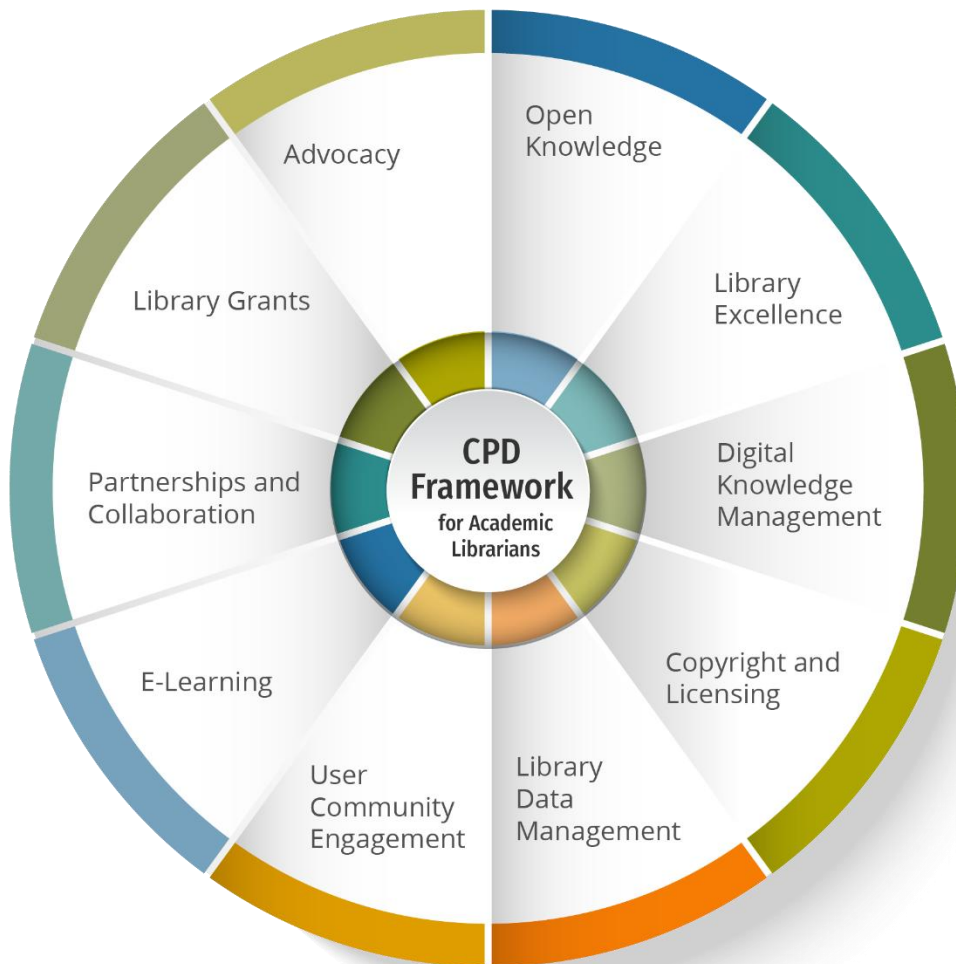 CPD
Framework
for Academic
Librarians
Open
Knowledge
Library
Excellence
Digital
Knowledge
Management
Copyright and
Licensing
Library
Data
Management
User
Community
Engagement
E-Learning
Partnerships and
Collaboration
Library Grants
Advocacy